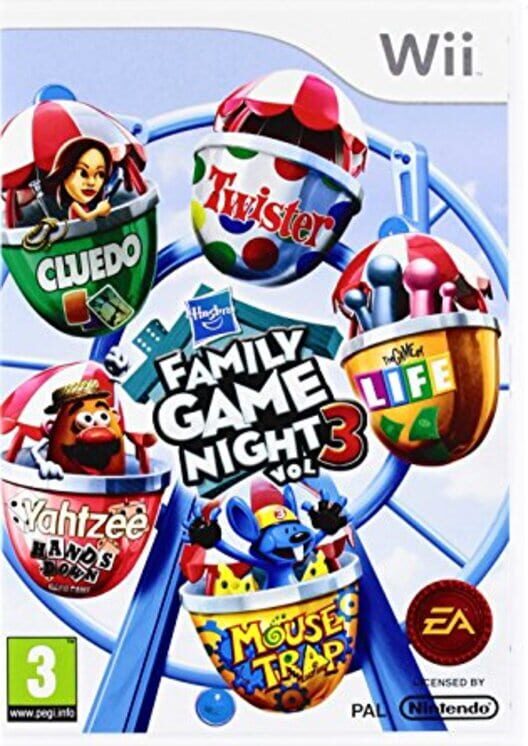 Wii
CLUEDO
Twister
Hasbro
FAMILY
GAME
NIGHT
VOL 3
THE GAME OF
LIFE
Yahtzee
HANDS
DOWN
3
MOUSE
TRAP
EA
3
www.pegi.info
LICENSED BY
PAL Nintendo